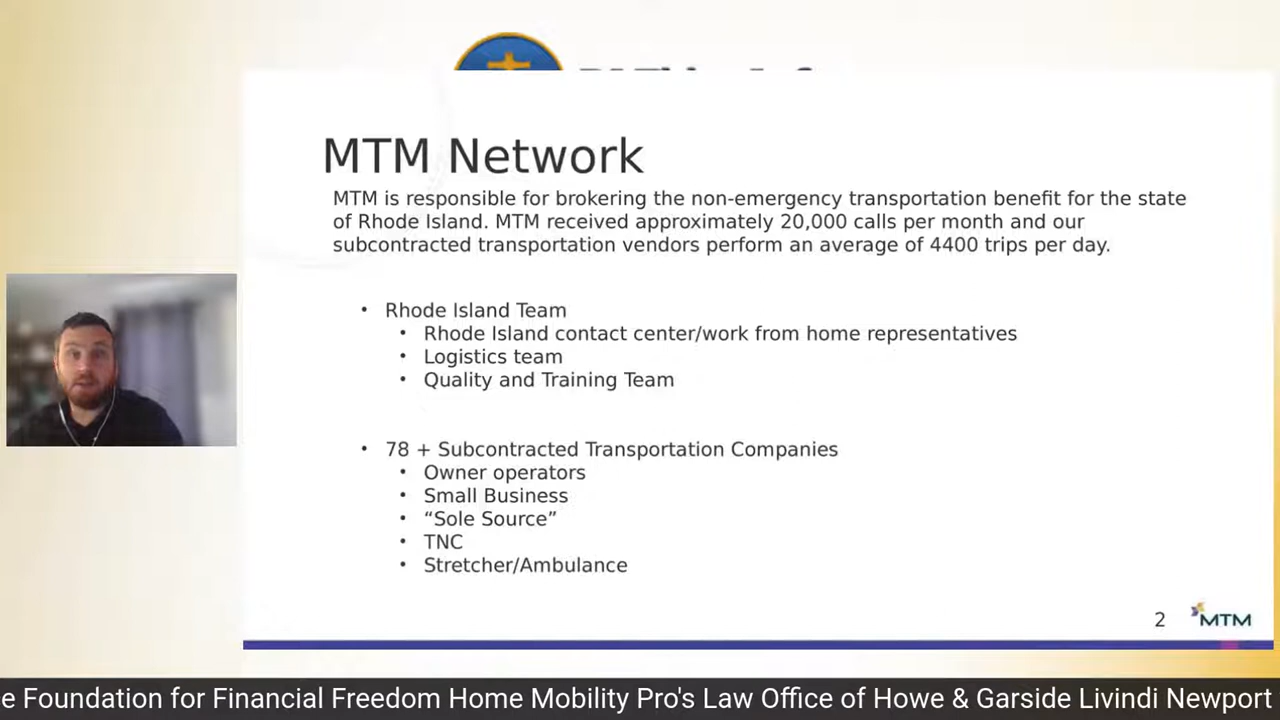 MTM Network
MTM is responsible for brokering the non-emergency transportation benefit for the state
of Rhode Island. MTM received approximately 20,000 calls per month and our
subcontracted transportation vendors perform an average of 4400 trips per day.
• Rhode Island Team
• Rhode Island contact center/work from home representatives
• Logistics team
• Quality and Training Team
• 78 + Subcontracted Transportation Companies
• Owner operators
• Small Business
• “Sole Source”
• TNC
• Stretcher/Ambulance
2
MTM
e Foundation for Financial Freedom Home Mobility Pro's Law Office of Howe & Garside Livindi Newport